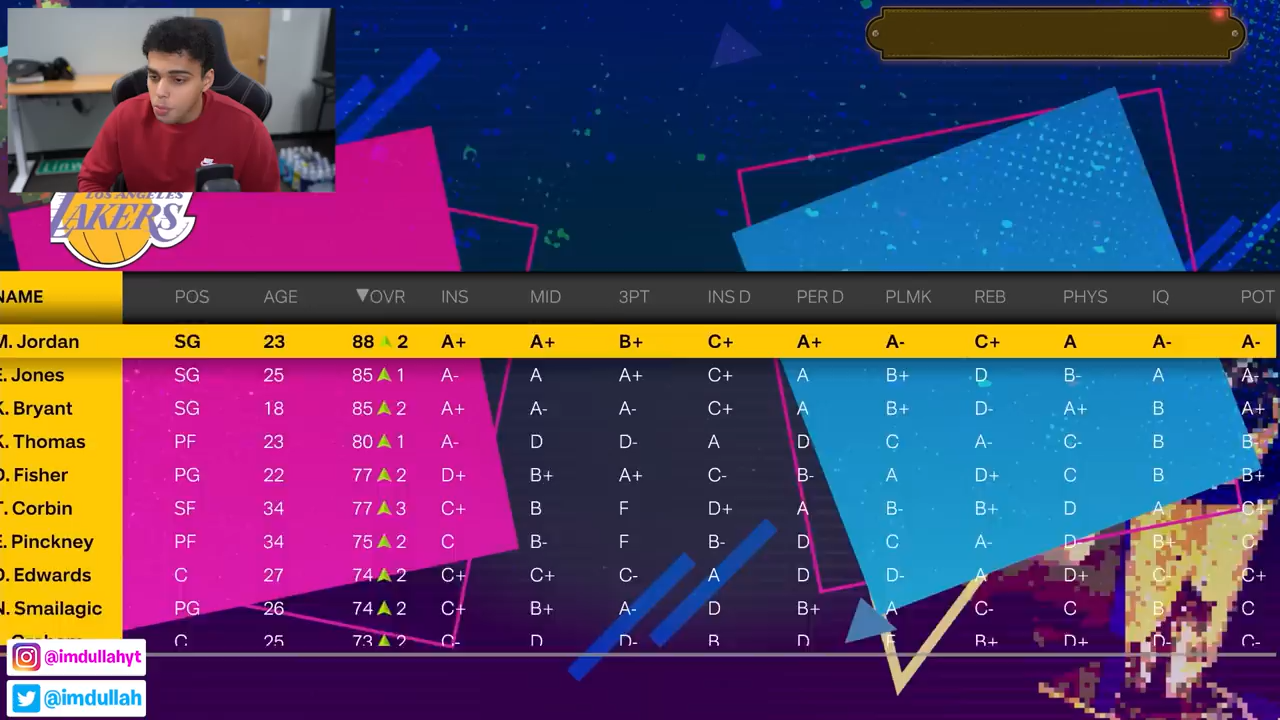 LOS ANGELES
LAKERS
NAME POS AGE ▼OVR INS MID 3PT INS D PER D PLMK REB PHYS IQ POT
M. Jordan SG 23 88 ▲ 2 A+ A+ B+ C+ A+ A- C+ A A- A-
E. Jones SG 25 85 ▲ 1 A- A A+ C+ A B+ D B- A A-
K. Bryant SG 18 85 ▲ 2 A+ A- A- C+ A B+ D- A+ B A+
K. Thomas PF 23 80 ▲ 1 A- D D- A D C A- C- B B-
D. Fisher PG 22 77 ▲ 2 D+ B+ A+ C- B- A D+ C B B+
T. Corbin SF 34 77 ▲ 3 C+ B F D+ A B- B+ D A C+
E. Pinckney PF 34 75 ▲ 2 C B- F B- D C A- D- B+ C
D. Edwards C 27 74 ▲ 2 C+ C+ C- A D D- A D+ C- C+
N. Smailagic PG 26 74 ▲ 2 C+ B+ A- D B+ A C- C B C
Graham C 25 73 ▲ 2 C- D D- B D F B+ D+ D- C-
@imdullahyt
@imdullah